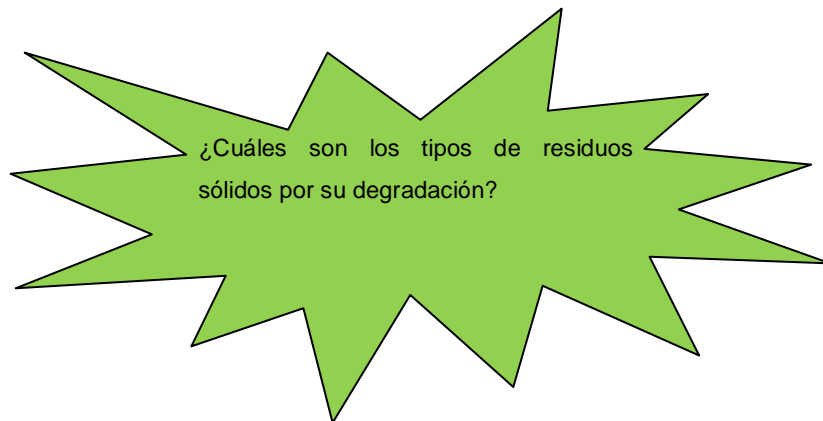 ¿Cuáles son los tipos de residuos
sólidos por su degradación?